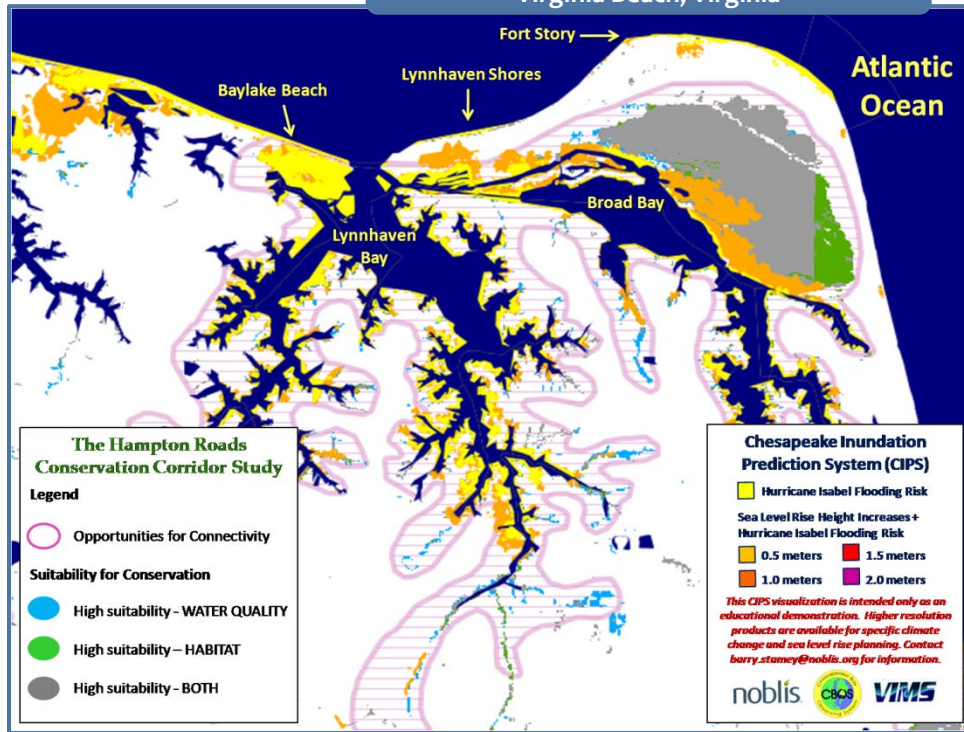 Virginia Beach, Virginia
Fort Story
Lynnhaven Shores
Baylake Beach
Atlantic
Ocean
Broad Bay
Lynnhaven
Bay
The Hampton Roads
Conservation Corridor Study
Legend
Opportunities for Connectivity
Suitability for Conservation
High suitability - WATER QUALITY
High suitability – HABITAT
High suitability - BOTH
Chesapeake Inundation
Prediction System (CIPS)
Hurricane Isabel Flooding Risk
Sea Level Rise Height Increases +
Hurricane Isabel Flooding Risk
0.5 meters
1.5 meters
1.0 meters
2.0 meters
This CIPS visualization is intended only as an
educational demonstration. Higher resolution
products are available for specific climate
change and sea level rise planning. Contact
barry.stamey@noblis.org for information.
noblis
CBOS
VIMS